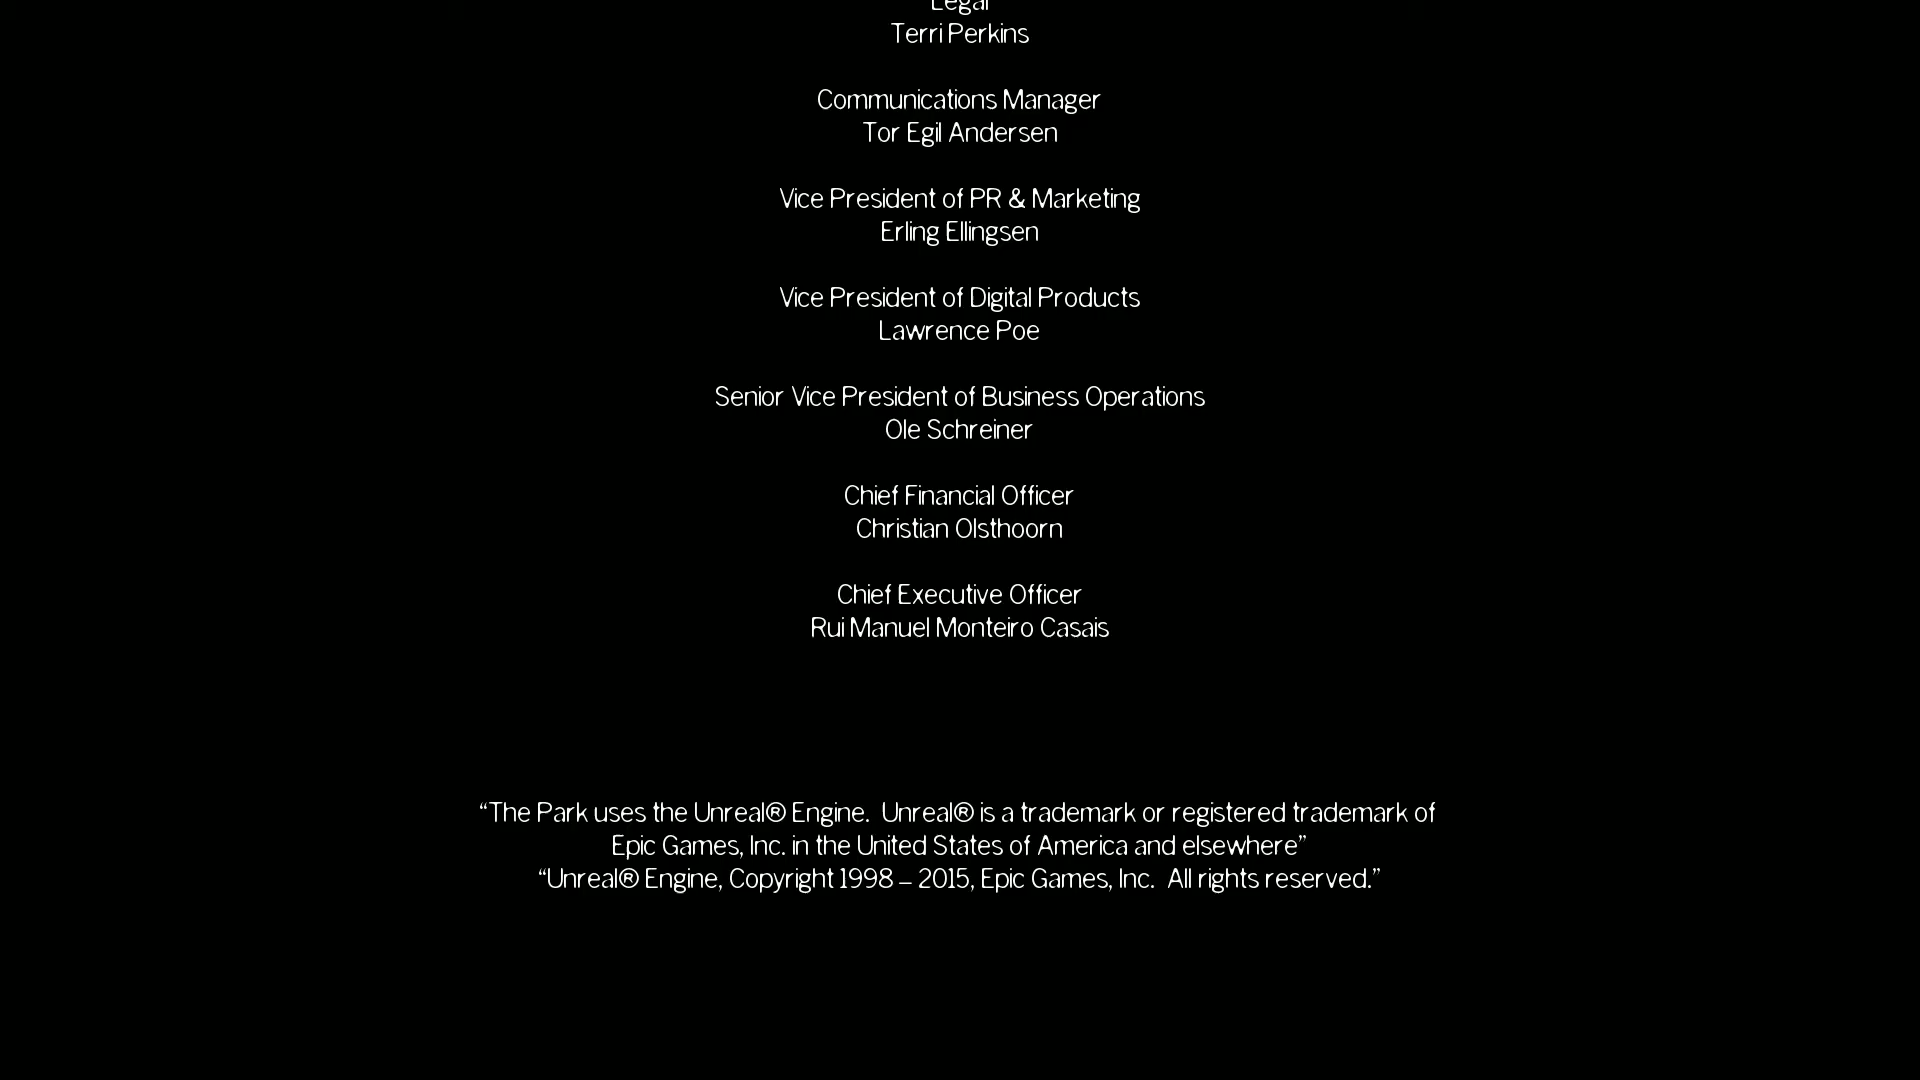 Legal
Terri Perkins
Communications Manager
Tor Egil Andersen
Vice President of PR & Marketing
Erling Ellingsen
Vice President of Digital Products
Lawrence Poe
Senior Vice President of Business Operations
Ole Schreiner
Chief Financial Officer
Christian Olsthoorn
Chief Executive Officer
Rui Manuel Monteiro Casais
“The Park uses the Unreal® Engine.  Unreal® is a trademark or registered trademark of
Epic Games, Inc. in the United States of America and elsewhere”
“Unreal® Engine, Copyright 1998 – 2015, Epic Games, Inc.  All rights reserved.”